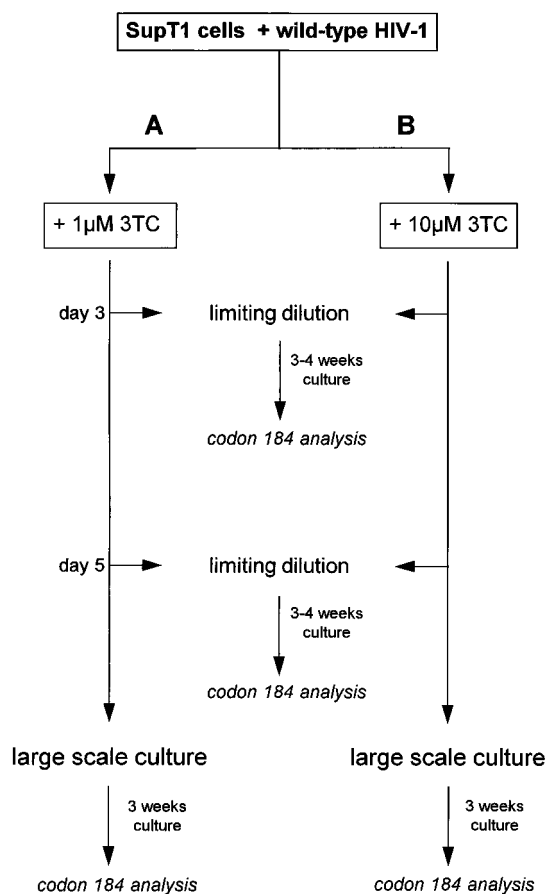 SupT1 cells + wild-type HIV-1
A
B
+ 1µM 3TC
+ 10µM 3TC
day 3
limiting dilution
3-4 weeks
culture
codon 184 analysis
day 5
limiting dilution
3-4 weeks
culture
codon 184 analysis
large scale culture
large scale culture
3 weeks
culture
3 weeks
culture
codon 184 analysis
codon 184 analysis